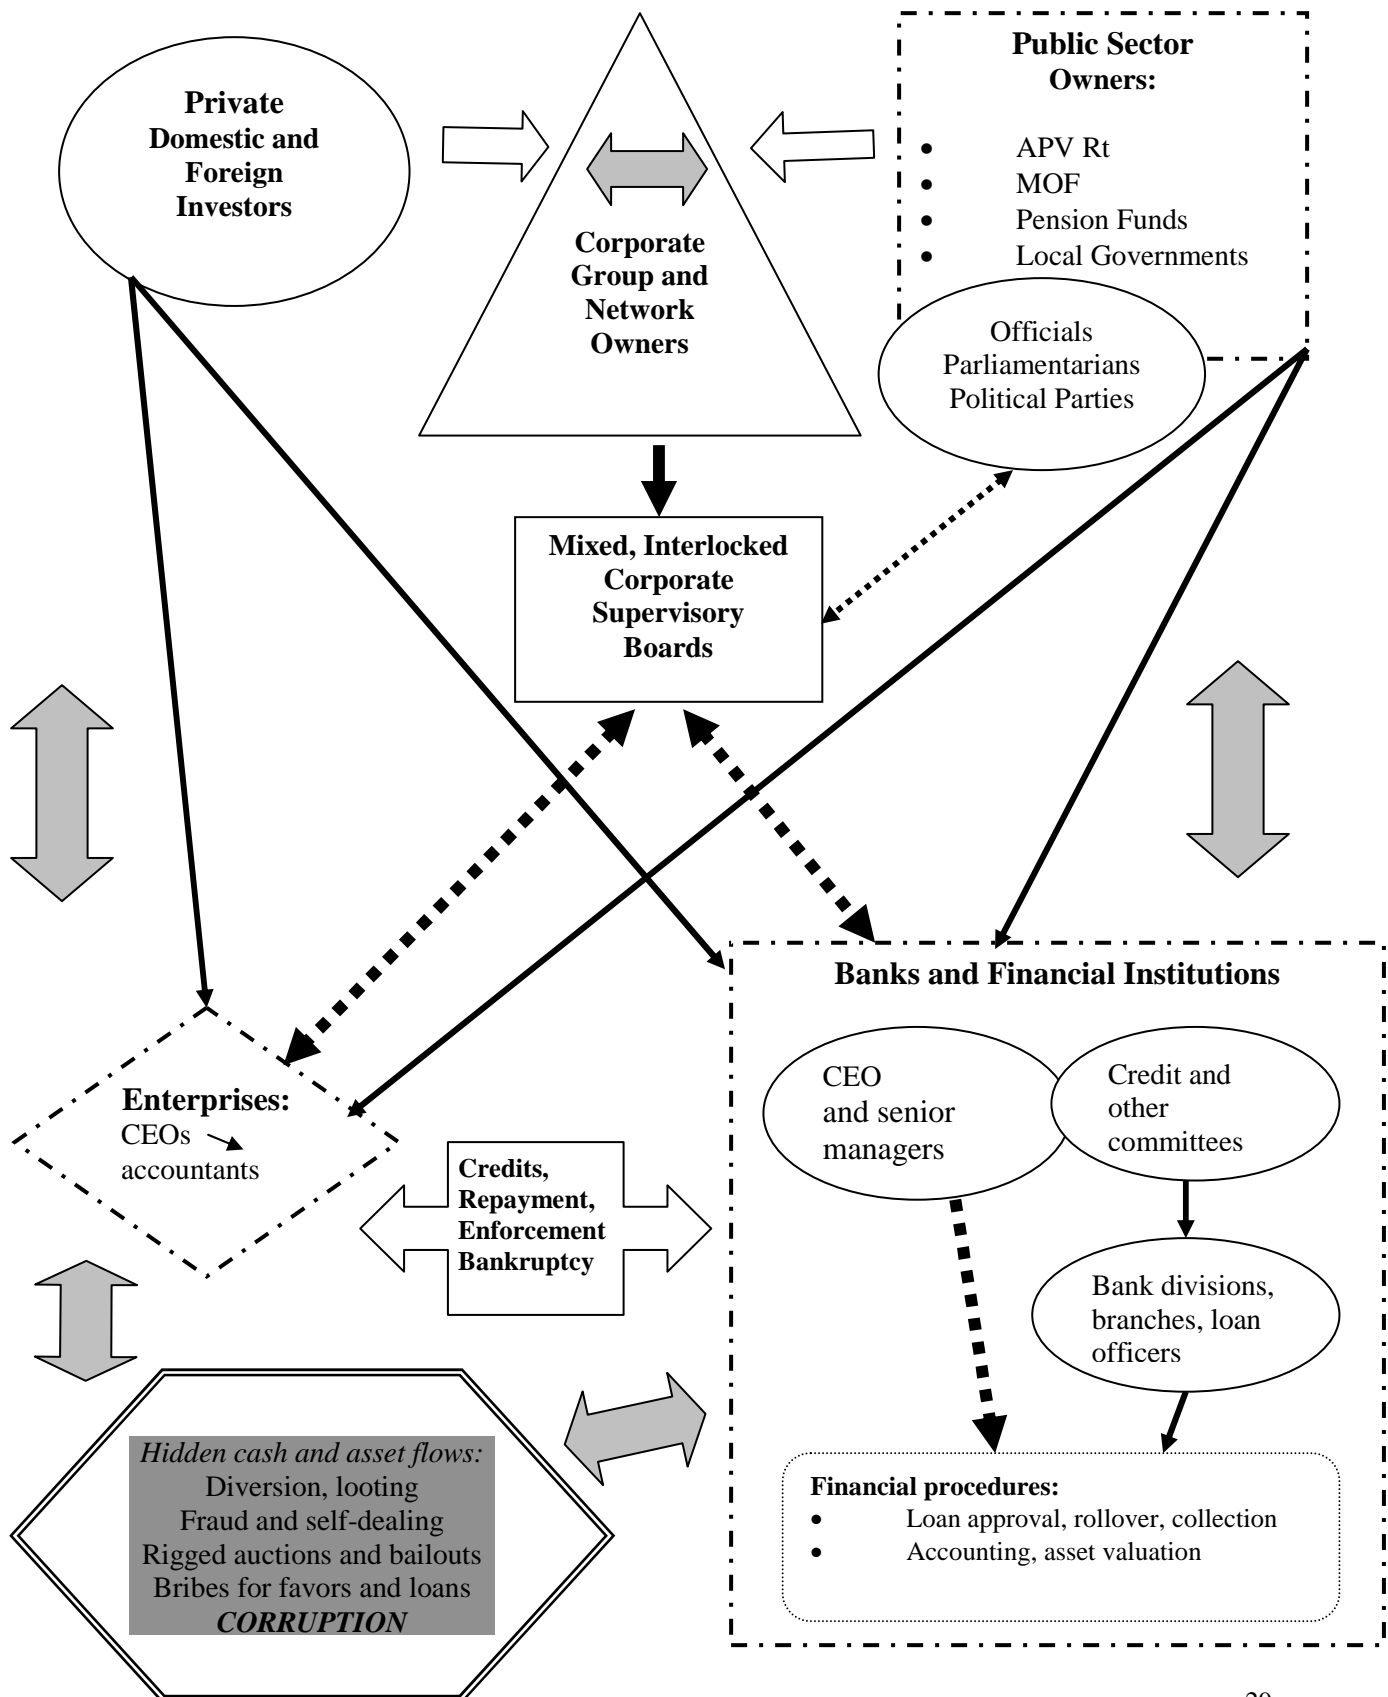 Private
Domestic and
Foreign
Investors
Corporate
Group and
Network
Owners
Public Sector
Owners:
• APV Rt
• MOF
• Pension Funds
• Local Governments
Officials
Parliamentarians
Political Parties
Mixed, Interlocked
Corporate
Supervisory
Boards
Enterprises:
CEOs
accountants
Credits,
Repayment,
Enforcement
Bankruptcy
Banks and Financial Institutions
CEO
and senior
managers
Credit and
other
committees
Bank divisions,
branches, loan
officers
Financial procedures:
• Loan approval, rollover, collection
• Accounting, asset valuation
Hidden cash and asset flows:
Diversion, looting
Fraud and self-dealing
Rigged auctions and bailouts
Bribes for favors and loans
CORRUPTION